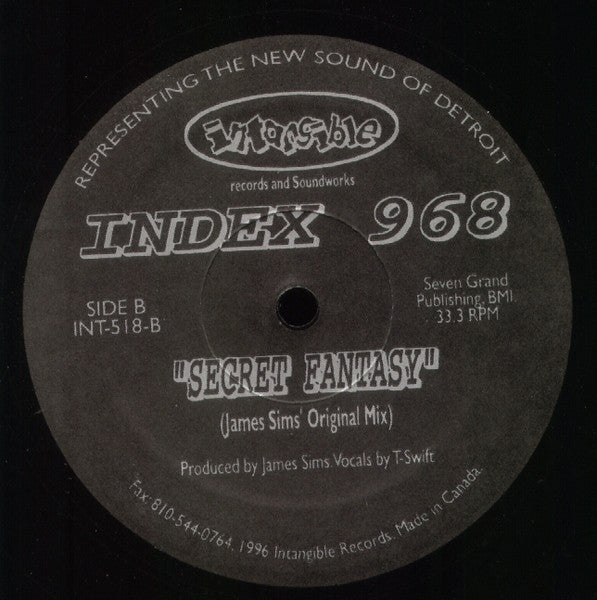 REPRESENTING THE NEW SOUND OF DETROIT
intangible
records and Soundworks
INDEX 968
SIDE B
INT-518-B
Seven Grand
Publishing, BMI.
33.3 RPM
"SECRET FANTASY"
(James Sims' Original Mix)
Produced by James Sims. Vocals by T-Swift
Fax: 810-544-0764, 1996 Intangible Records. Made in Canada.